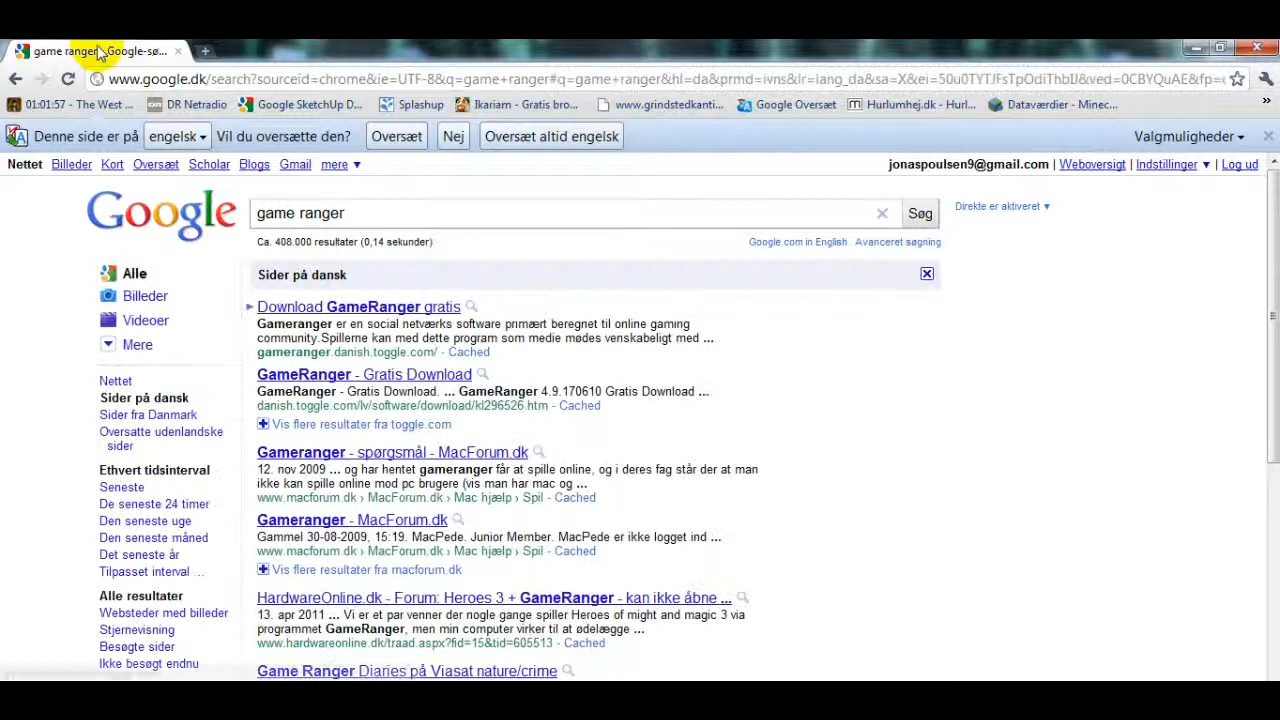 game ranger - Google-sø...
www.google.dk/search?sourceid=chrome&ie=UTF-8&q=game+ranger#q=game+ranger&hl=da&prmd=ivns&lr=lang_da&sa=X&ei=
01:01:57 - The West ... DR Netradio Google SketchUp D... Splashup Ikariam - Gratis bro... www.grindstedkanti... Google Oversæt Hurlumhej.dk - Hurl... Dataværdier - Minec... »
Denne side er på engelsk Vil du oversætte den? Oversæt Nej Oversæt altid engelsk Valgmuligheder
Nettet Billeder Kort Oversæt Scholar Blogs Gmail mere ▼ jonaspoulsen9@gmail.com | Weboversigt | Indstillinger ▼ | Log ud
Google game ranger Søg Direkte er aktiveret ▼
Ca. 408.000 resultater (0,14 sekunder) Google.com in English Avanceret søgning
Alle
Billeder
Videoer
Mere
Nettet
Sider på dansk
Sider fra Danmark
Oversatte udenlandske
sider
Ethvert tidsinterval
Seneste
De seneste 24 timer
Den seneste uge
Den seneste måned
Det seneste år
Tilpasset interval ...
Alle resultater
Websteder med billeder
Stjernevisning
Besøgte sider
Ikke besøgt endnu
Sider på dansk
Download GameRanger gratis
Gameranger er en social netværks software primært beregnet til online gaming
community.Spillerne kan med dette program som medie mødes venskabeligt med ...
gameranger.danish.toggle.com/ - Cached
GameRanger - Gratis Download
GameRanger - Gratis Download. ... GameRanger 4.9.170610 Gratis Download ...
danish.toggle.com/lv/software/download/kl296526.htm - Cached
Vis flere resultater fra toggle.com
Gameranger - spørgsmål - MacForum.dk
12. nov 2009 ... og har hentet gameranger får at spille online, og i deres fag står der at man
ikke kan spille online mod pc brugere (vis man har mac og ...
www.macforum.dk › MacForum.dk › Mac hjælp › Spil - Cached
Gameranger - MacForum.dk
Gammel 30-08-2009, 15:19. MacPede. Junior Member. MacPede er ikke logget ind ...
www.macforum.dk › MacForum.dk › Mac hjælp › Spil - Cached
Vis flere resultater fra macforum.dk
HardwareOnline.dk - Forum: Heroes 3 + GameRanger - kan ikke åbne ...
13. apr 2011 ... Vi er et par venner der nogle gange spiller Heroes of might and magic 3 via
programmet GameRanger, men min computer virker til at ødelægge ...
www.hardwareonline.dk/traad.aspx?fid=15&tid=605513 - Cached
Game Ranger Diaries på Viasat nature/crime